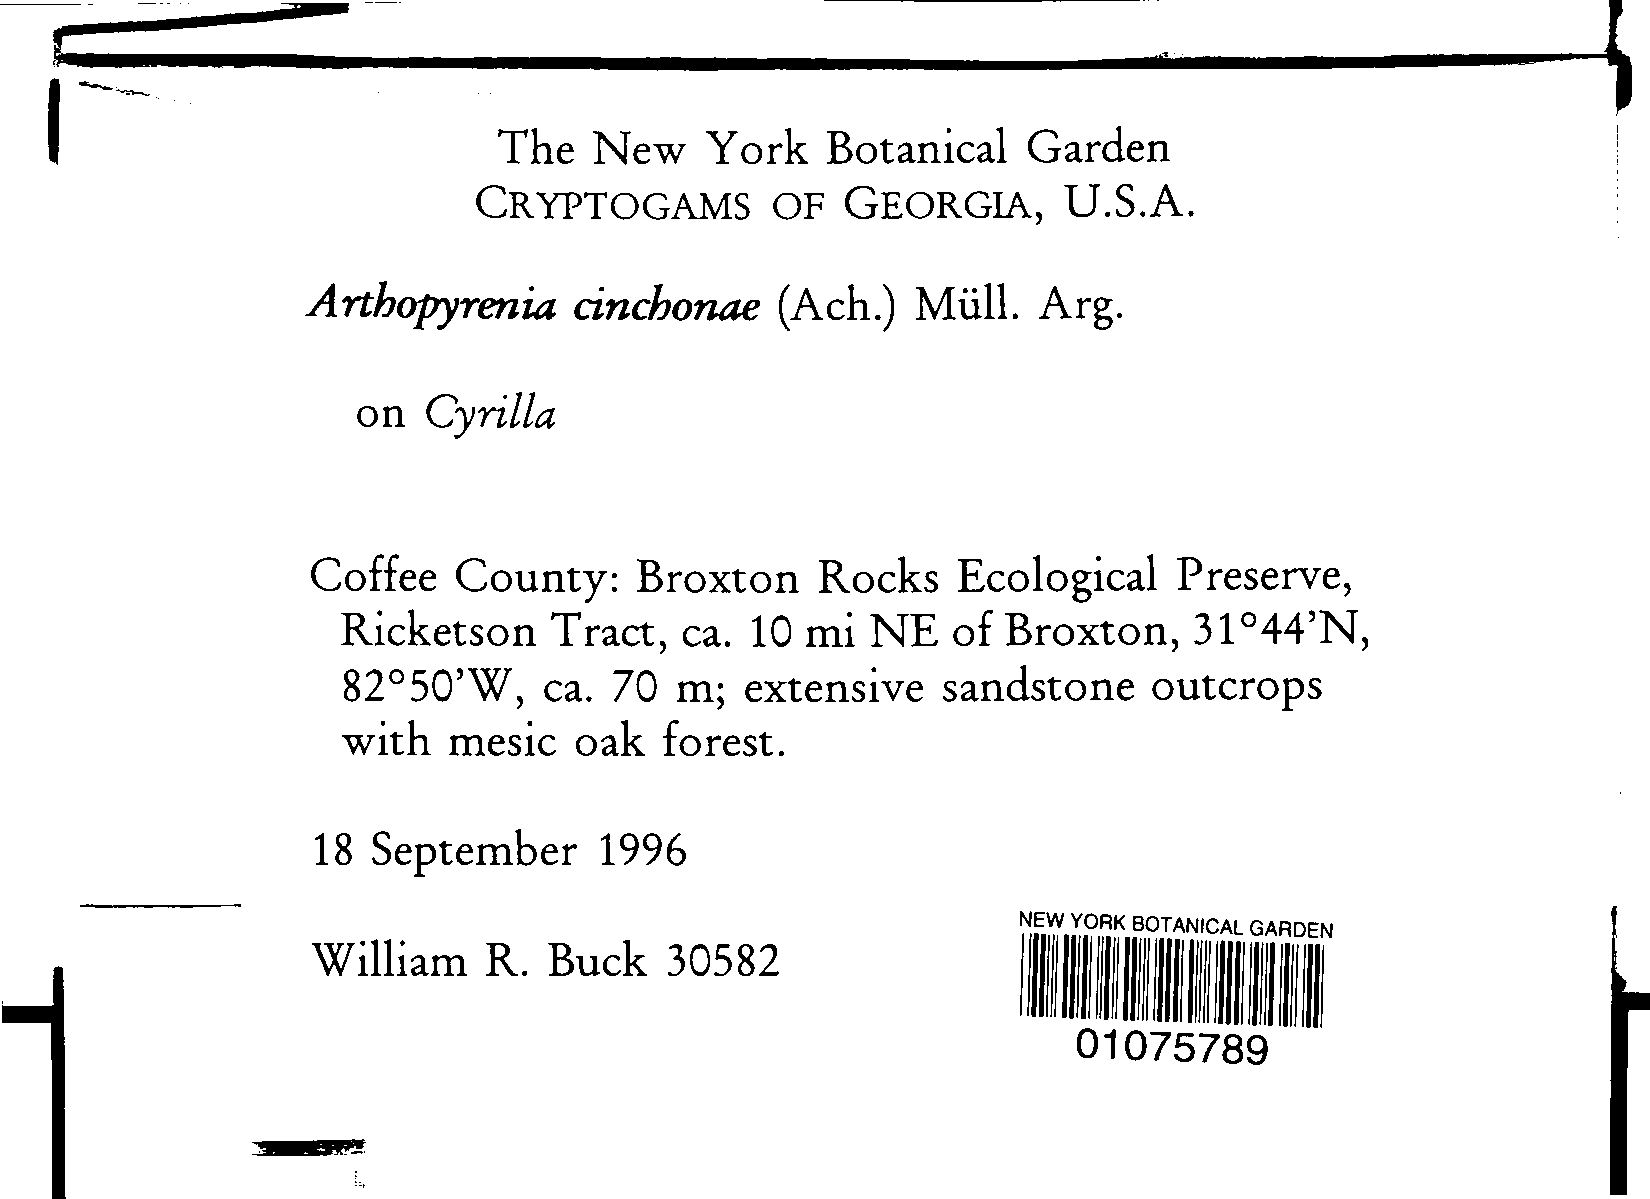 The New York Botanical Garden
CRYPTOGAMS OF GEORGIA, U.S.A.
Arthopyrenia cinchonae (Ach.) Müll. Arg.
on Cyrilla
Coffee County: Broxton Rocks Ecological Preserve,
Ricketson Tract, ca. 10 mi NE of Broxton, 31°44’N,
82°50’W, ca. 70 m; extensive sandstone outcrops
with mesic oak forest.
18 September 1996
William R. Buck 30582
NEW YORK BOTANICAL GARDEN
01075789